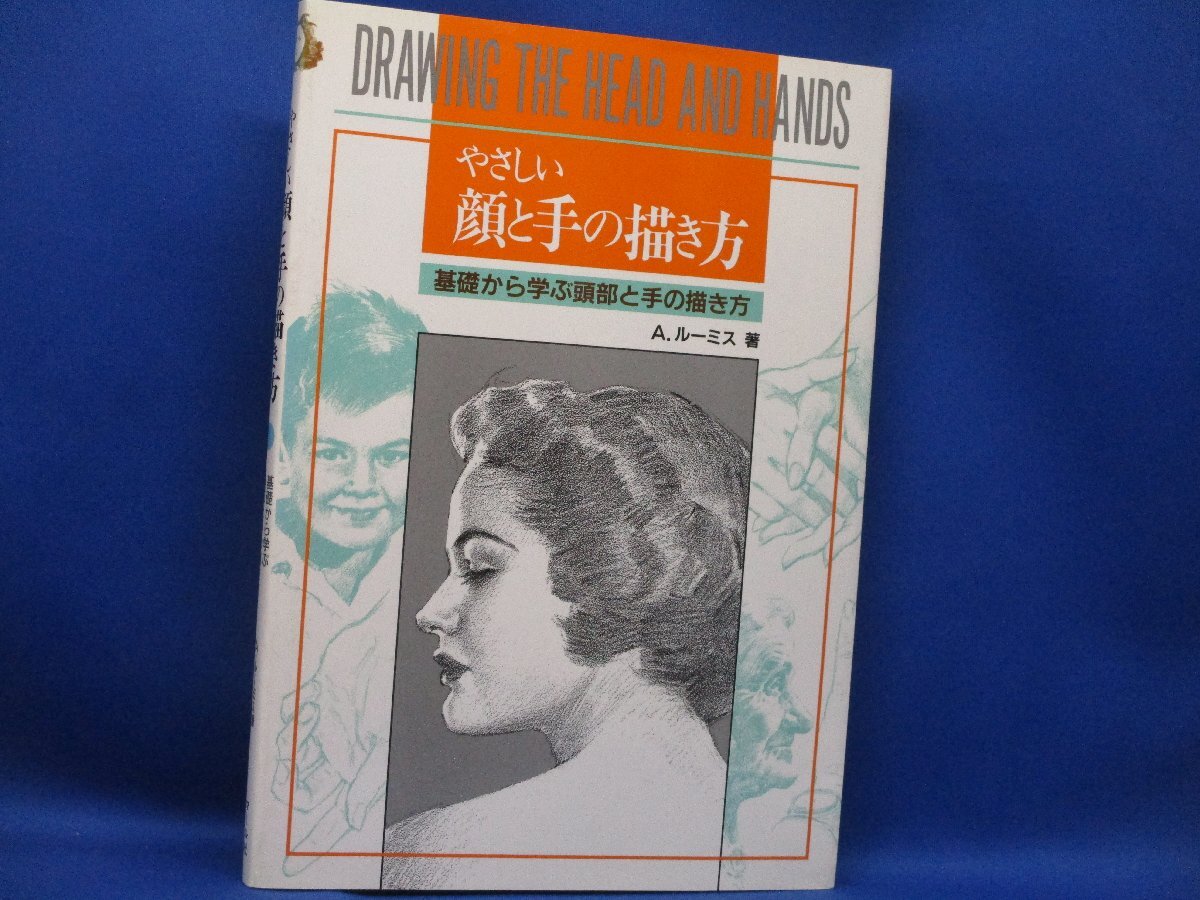 DRAWING THE HEAD AND HANDS
やさしい
顔と手の描き方
基礎から学ぶ頭部と手の描き方
A.ルーミス 著